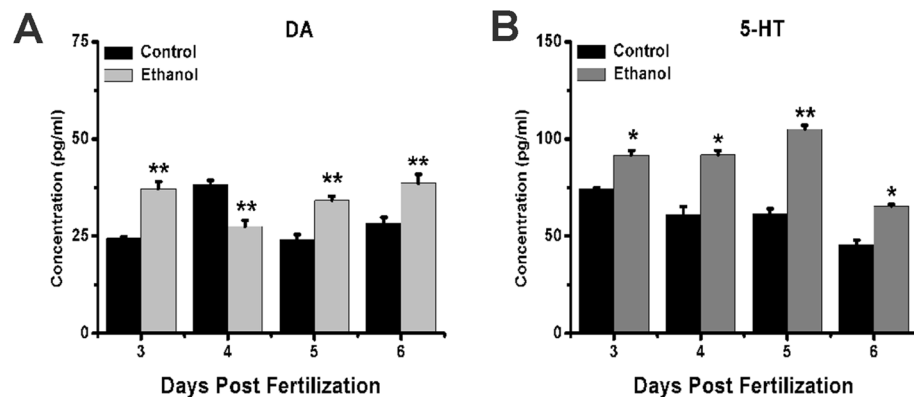 A
DA
75
50
25
0
Concentration (pg/ml)
Control
Ethanol
**
**
**
**
3 4 5 6
Days Post Fertilization
B
5-HT
150
100
50
0
Concentration (pg/ml)
Control
Ethanol
*
*
**
*
3 4 5 6
Days Post Fertilization